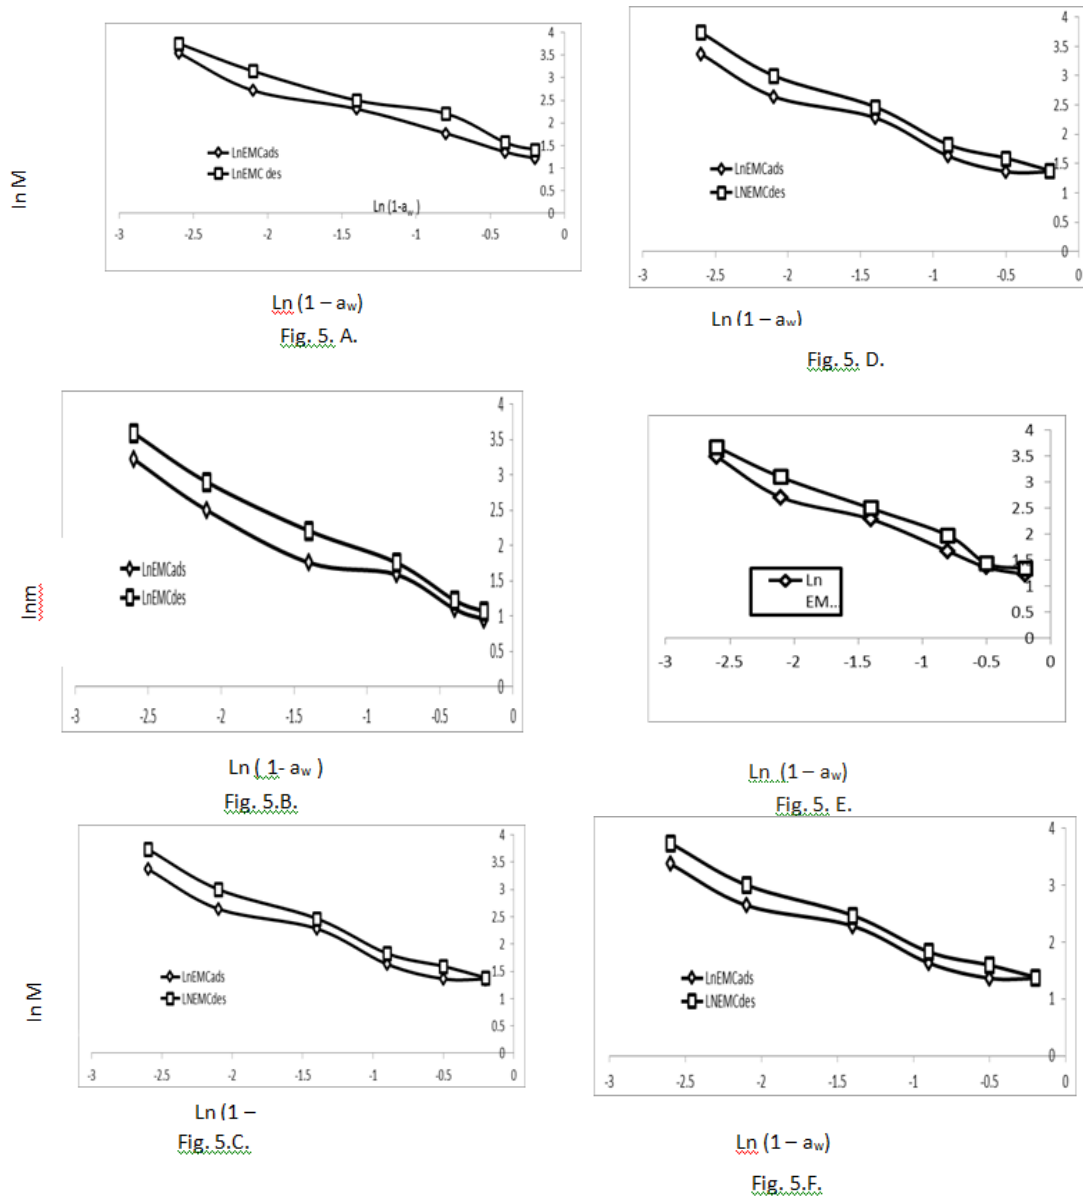 4
3.5
3
2.5
2
1.5
1
0.5
0
LnEMCads
LnEMC des
Ln (1-aw )
-3 -2.5 -2 -1.5 -1 -0.5 0
ln M
Ln (1 – aw)
Fig. 5. A.
4
3.5
3
2.5
2
1.5
1
0.5
0
LnEMCads
LNEMCdes
-3 -2.5 -2 -1.5 -1 -0.5 0
Ln (1 – aw)
Fig. 5. D.
4
3.5
3
2.5
2
1.5
1
0.5
0
LnEMCads
LnEMCdes
-3 -2.5 -2 -1.5 -1 -0.5 0
lnm
Ln ( 1- aw )
Fig. 5.B.
4
3.5
3
2.5
2
1.5
1
0.5
0
Ln
EM...
-3 -2.5 -2 -1.5 -1 -0.5 0
Ln (1 – aw)
Fig. 5. E.
4
3.5
3
2.5
2
1.5
1
0.5
0
LnEMCads
LNEMCdes
-3 -2.5 -2 -1.5 -1 -0.5 0
ln M
Ln (1 –
Fig. 5.C.
4
3
2
1
0
LnEMCads
LNEMCdes
-3 -2.5 -2 -1.5 -1 -0.5 0
Ln (1 – aw)
Fig. 5.F.